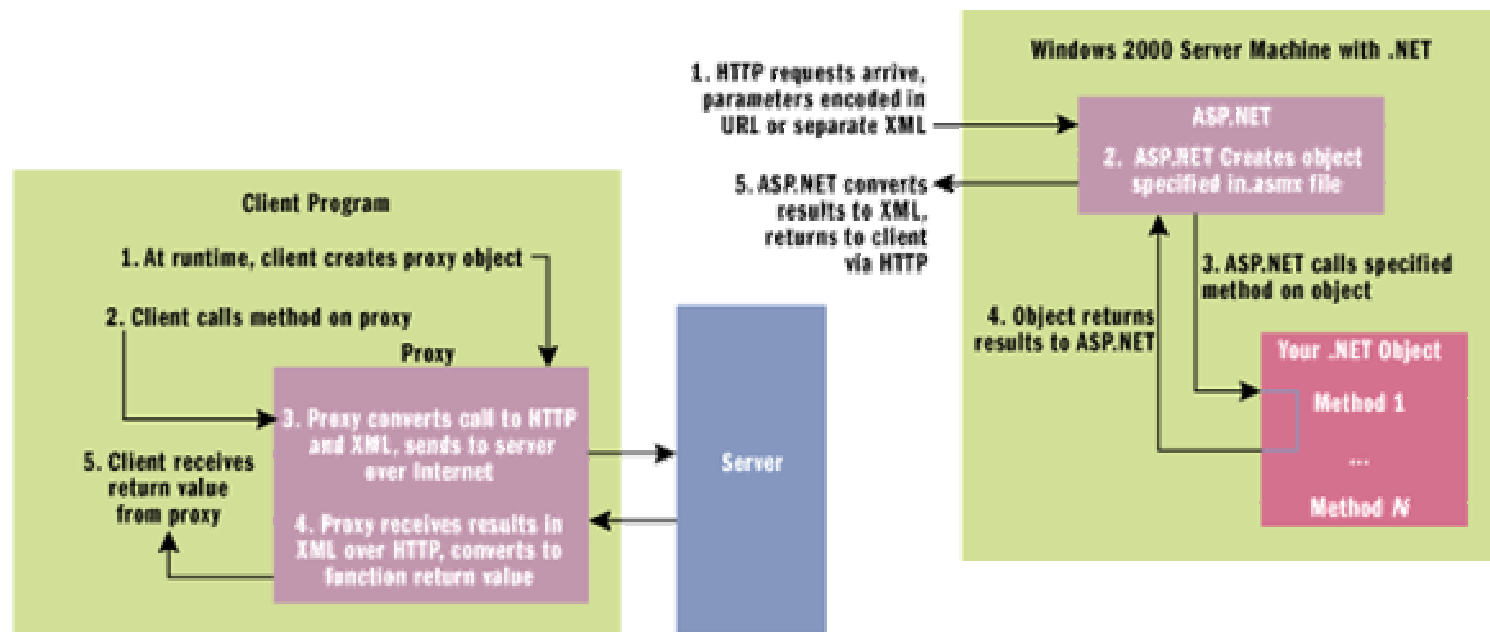 Client Program
1. At runtime, client creates proxy object
2. Client calls method on proxy
Proxy
3. Proxy converts call to HTTP
and XML, sends to server
over Internet
4. Proxy receives results in
XML over HTTP, converts to
function return value
5. Client receives
return value
from proxy
Server
Windows 2000 Server Machine with .NET
1. HTTP requests arrive,
parameters encoded in
URL or separate XML
ASP.NET
2. ASP.NET Creates object
specified in.asmx file
3. ASP.NET calls specified
method on object
Your .NET Object
Method 1
...
Method N
4. Object returns
results to ASP.NET
5. ASP.NET converts
results to XML,
returns to client
via HTTP